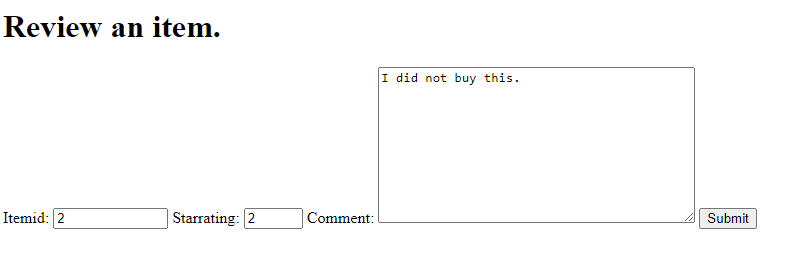 Review an item.
I did not buy this.
Itemid: 2 Starrating: 2 Comment: Submit